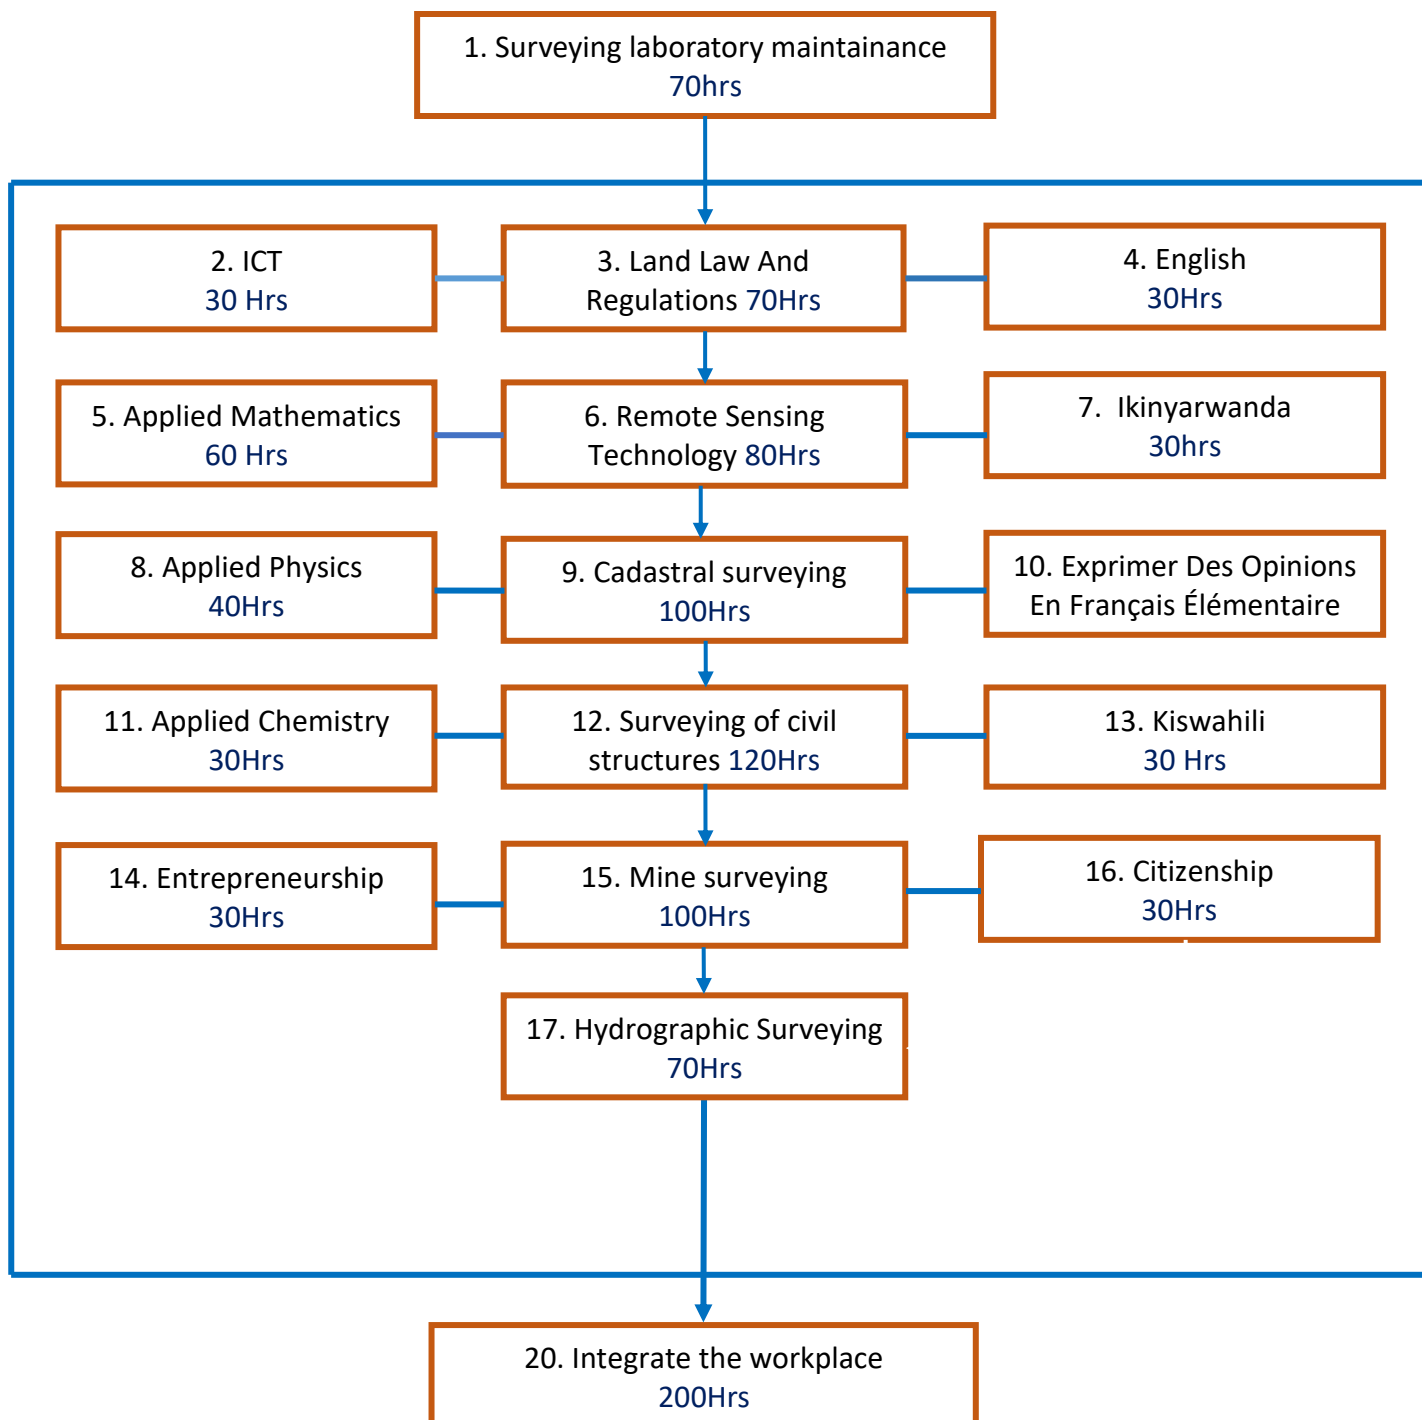 1. Surveying laboratory maintainance
70hrs
2. ICT
30 Hrs
3. Land Law And
Regulations 70Hrs
4. English
30Hrs
5. Applied Mathematics
60 Hrs
6. Remote Sensing
Technology 80Hrs
7. Ikinyarwanda
30hrs
8. Applied Physics
40Hrs
9. Cadastral surveying
100Hrs
10. Exprimer Des Opinions
En Français Élémentaire
11. Applied Chemistry
30Hrs
12. Surveying of civil
structures 120Hrs
13. Kiswahili
30 Hrs
14. Entrepreneurship
30Hrs
15. Mine surveying
100Hrs
16. Citizenship
30Hrs
17. Hydrographic Surveying
70Hrs
20. Integrate the workplace
200Hrs